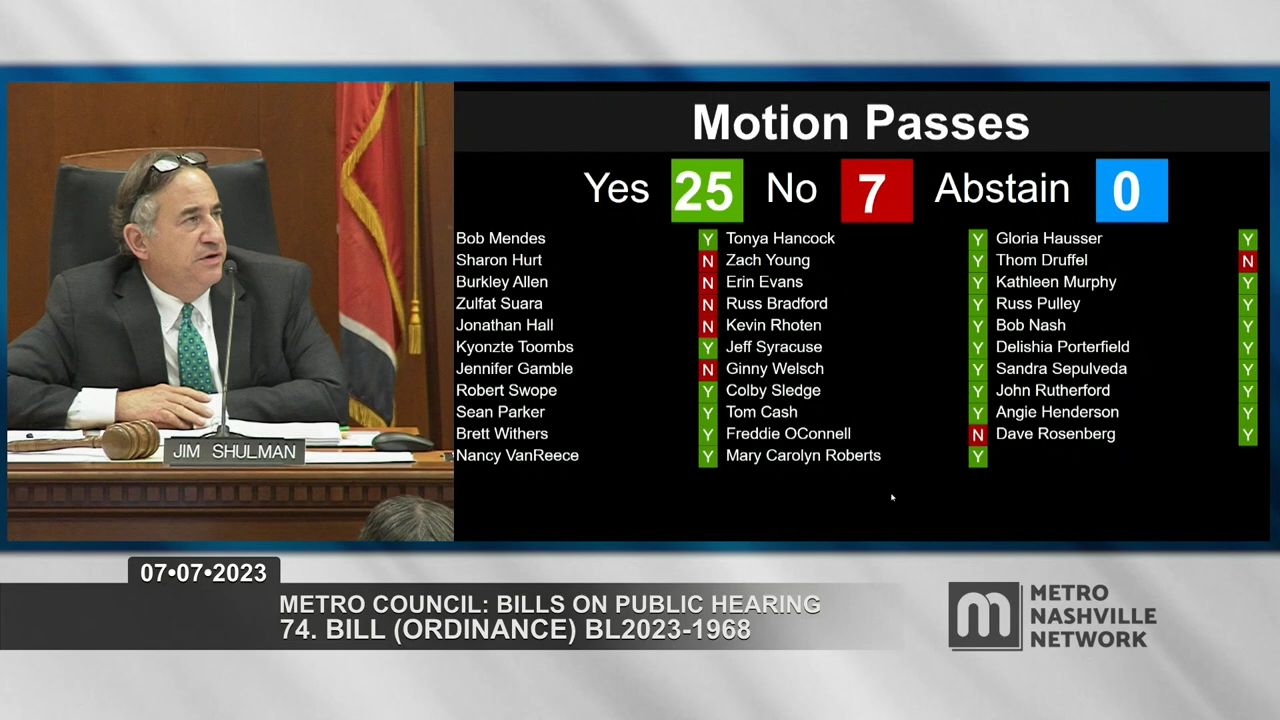 Motion Passes
Yes 25 No 7 Abstain 0
Bob Mendes Y Tonya Hancock Y Gloria Hausser Y
Sharon Hurt N Zach Young Y Thom Druffel N
Burkley Allen N Erin Evans Y Kathleen Murphy Y
Zulfat Suara N Russ Bradford Y Russ Pulley Y
Jonathan Hall N Kevin Rhoten Y Bob Nash Y
Kyonzte Toombs Y Jeff Syracuse Y Delishia Porterfield Y
Jennifer Gamble N Ginny Welsch Y Sandra Sepulveda Y
Robert Swope Y Colby Sledge Y John Rutherford Y
Sean Parker Y Tom Cash Y Angie Henderson Y
Brett Withers Y Freddie OConnell N Dave Rosenberg Y
Nancy VanReece Y Mary Carolyn Roberts Y
JIM SHULMAN
07•07•2023
METRO COUNCIL: BILLS ON PUBLIC HEARING
74. BILL (ORDINANCE) BL2023-1968
m
METRO
NASHVILLE
NETWORK